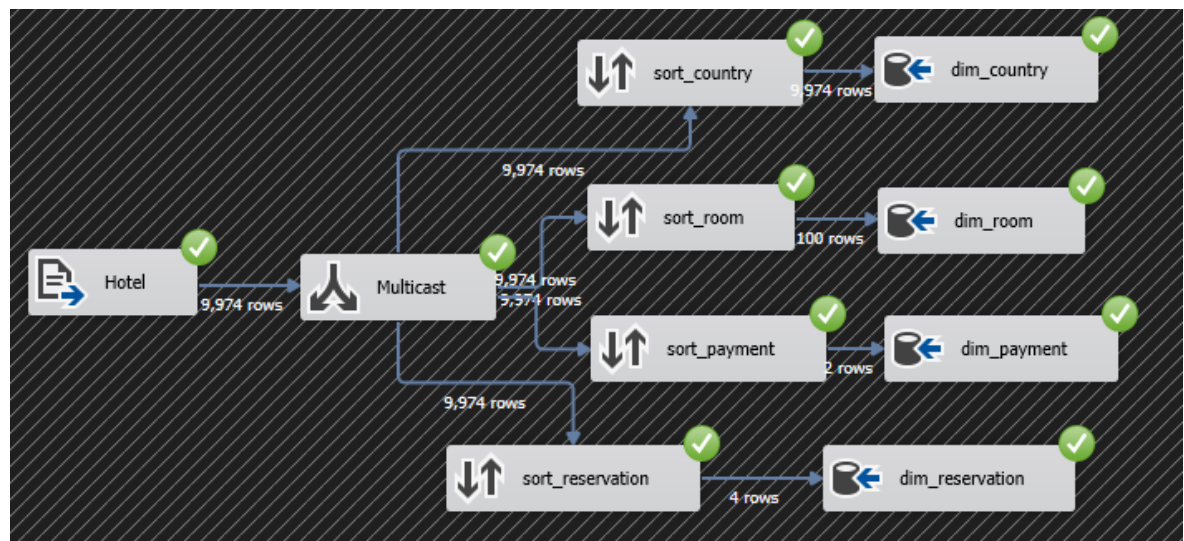 sort_country
dim_country
9,974 rows
9,974 rows
sort_room
dim_room
100 rows
Hotel
9,974 rows
Multicast
9,974 rows
9,974 rows
sort_payment
dim_payment
2 rows
9,974 rows
sort_reservation
dim_reservation
4 rows